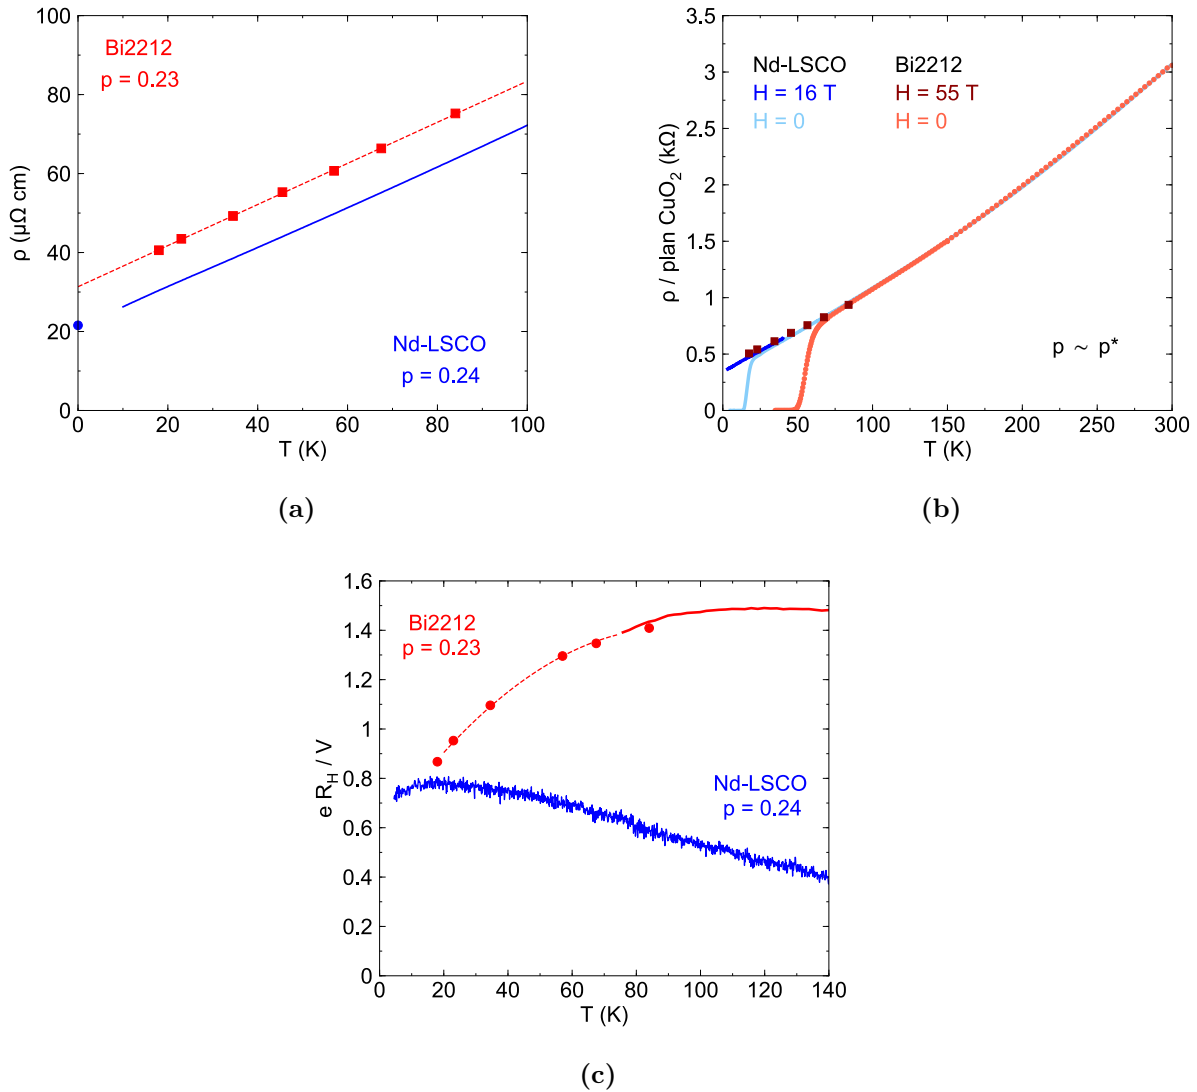 100
80
60
40
20
0
ρ (μΩ cm)
Bi2212
p = 0.23
Nd-LSCO
p = 0.24
0 20 40 60 80 100
T (K)
(a)
3.5
3
2.5
2
1.5
1
0.5
0
ρ / plan CuO₂ (kΩ)
Nd-LSCO Bi2212
H = 16 T H = 55 T
H = 0 H = 0
p ~ p*
0 50 100 150 200 250 300
T (K)
(b)
1.6
1.4
1.2
1
0.8
0.6
0.4
0.2
0
e R_H / V
Bi2212
p = 0.23
Nd-LSCO
p = 0.24
0 20 40 60 80 100 120 140
T (K)
(c)